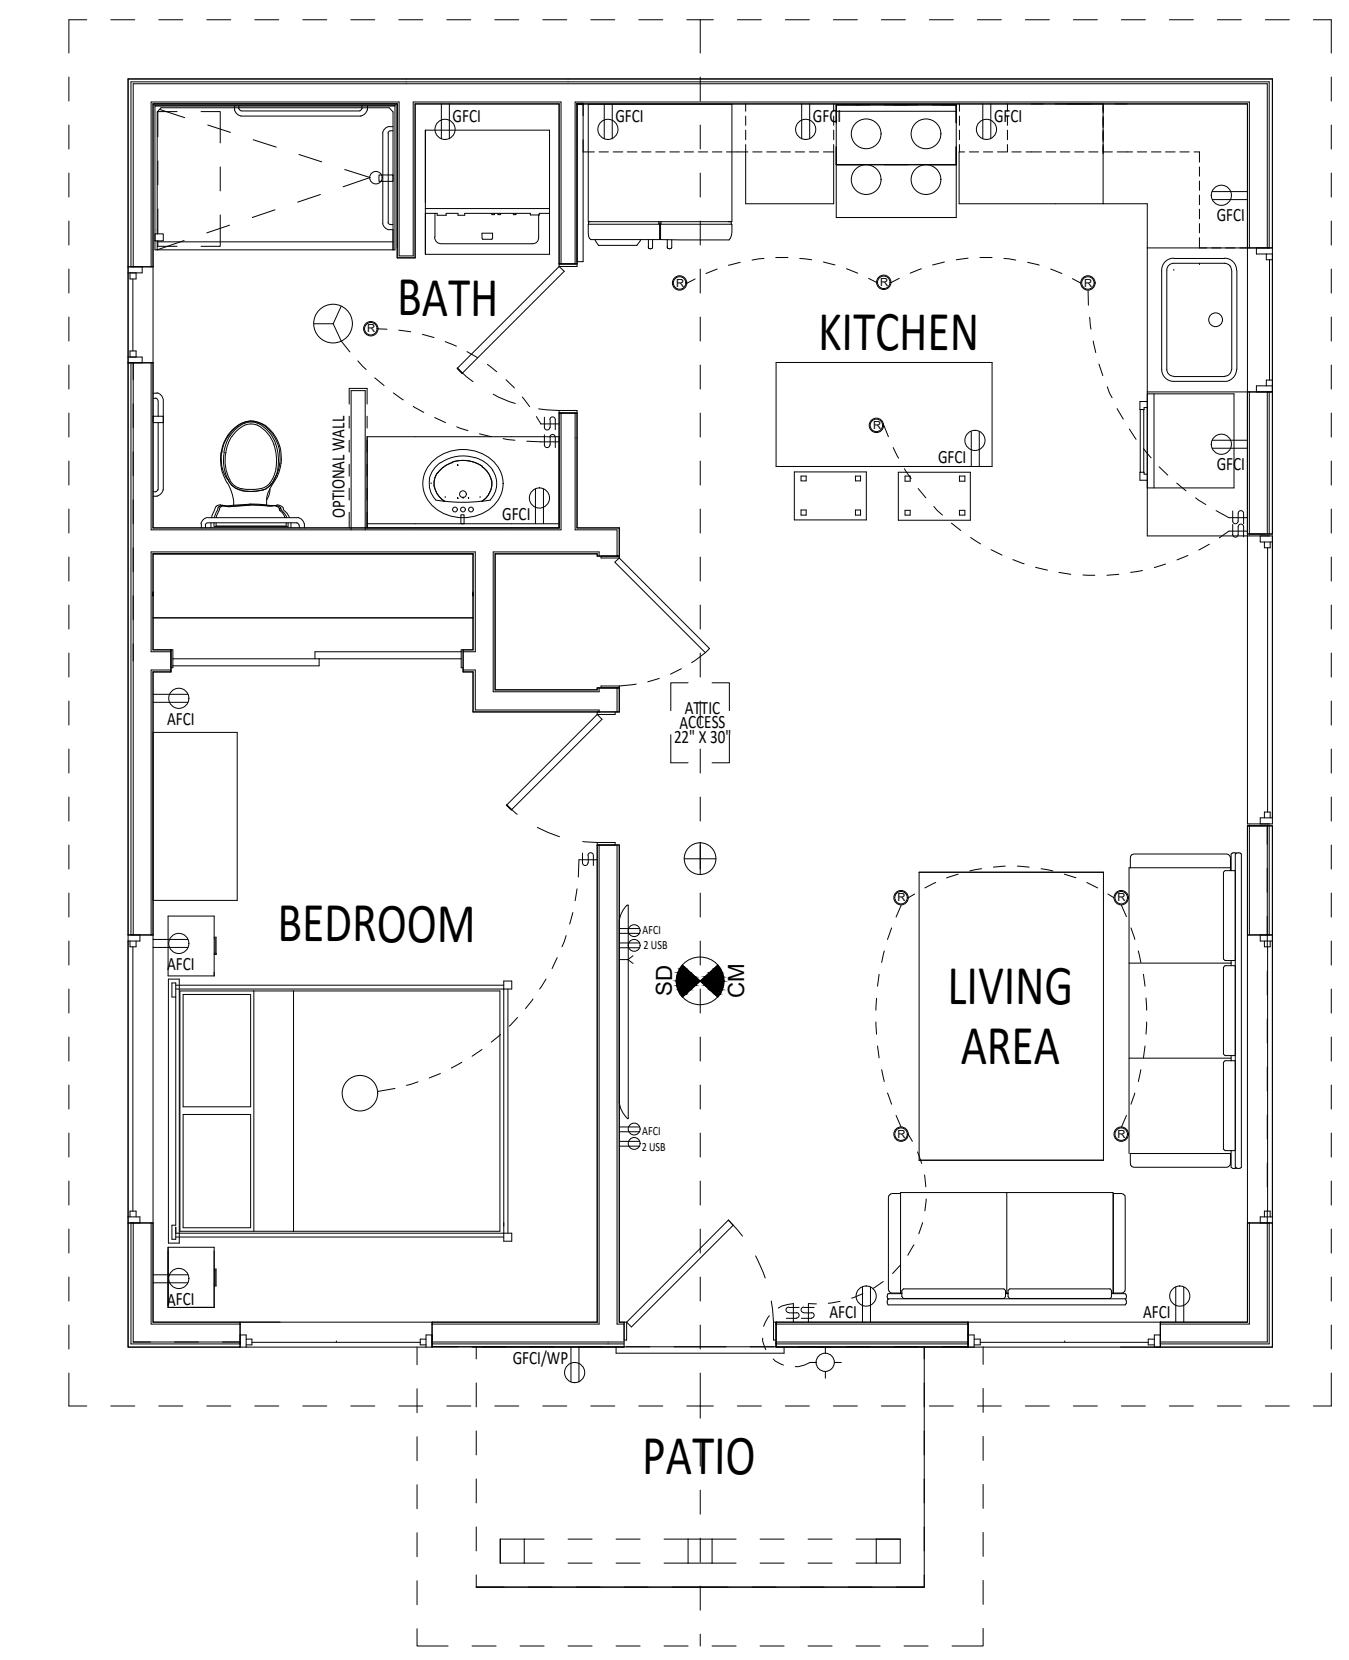 GFCI
GFCI
GFCI
GFCI
GFCI
BATH
R
R
R
R
KITCHEN
R
GFCI
GFCI
OPTIONAL WALL
GFCI
$
$
$
$
ATTIC
ACCESS
22" X 30"
AFCI
$
BEDROOM
AFCI
AFCI
2 USB
R
R
SD
CM
LIVING
AREA
AFCI
2 USB
R
R
AFCI
$$
AFCI
AFCI
GFCI/WP
PATIO